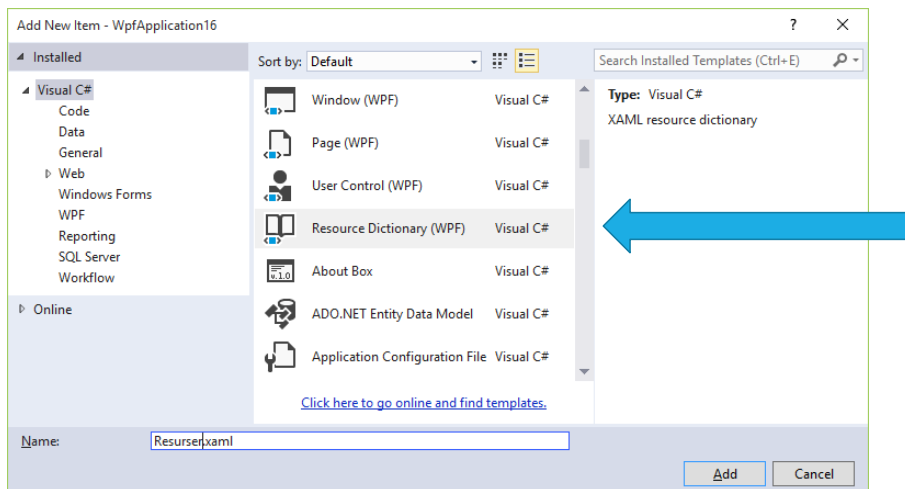 Add New Item - WpfApplication16
Installed
Sort by: Default
Search Installed Templates (Ctrl+E)
Visual C#
Code
Data
General
Web
Windows Forms
WPF
Reporting
SQL Server
Workflow
Online
Window (WPF) Visual C#
Page (WPF) Visual C#
User Control (WPF) Visual C#
Resource Dictionary (WPF) Visual C#
About Box Visual C#
ADO.NET Entity Data Model Visual C#
Application Configuration File Visual C#
Click here to go online and find templates.
Type: Visual C#
XAML resource dictionary
Name: Resurser.xaml
Add Cancel